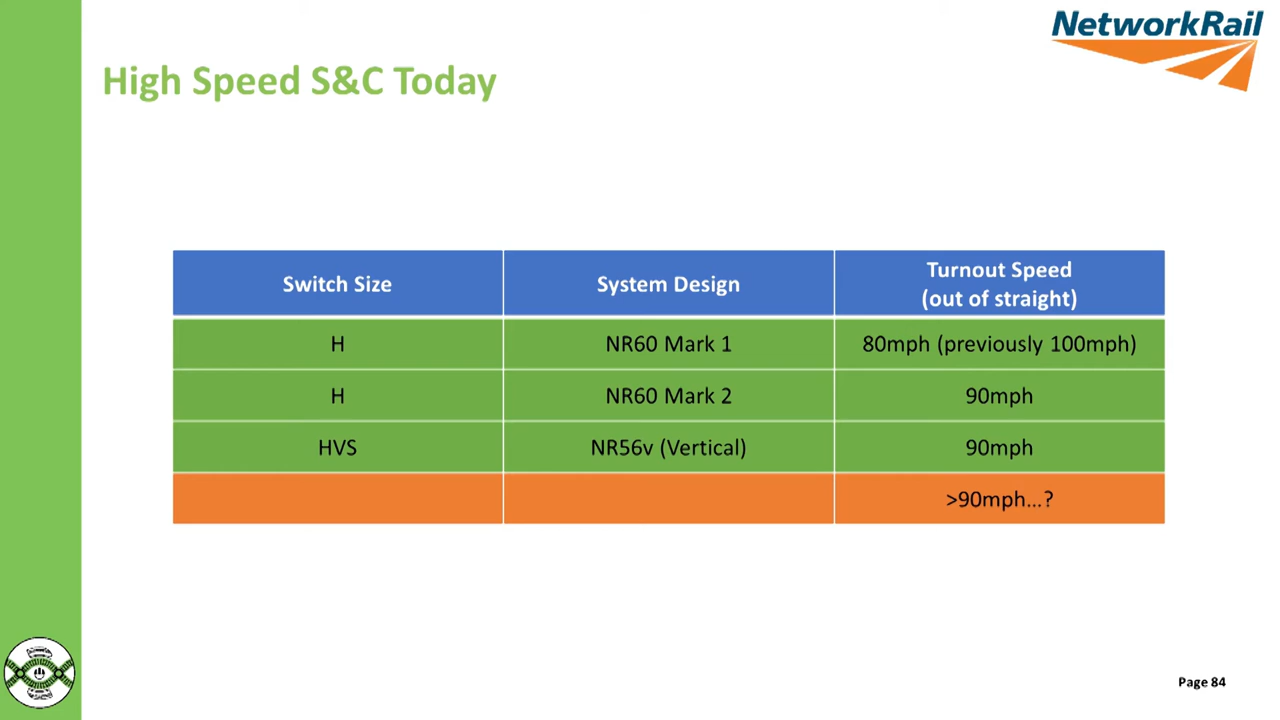 NetworkRail
High Speed S&C Today
Switch Size
System Design
Turnout Speed
(out of straight)
H
NR60 Mark 1
80mph (previously 100mph)
H
NR60 Mark 2
90mph
HVS
NR56v (Vertical)
90mph
>90mph...?
Page 84